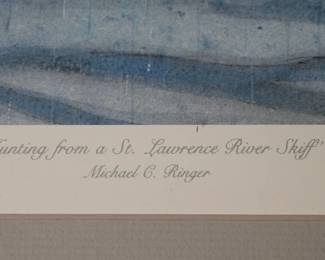 unting from a St. Lawrence River Skiff"
Michael C. Ringer